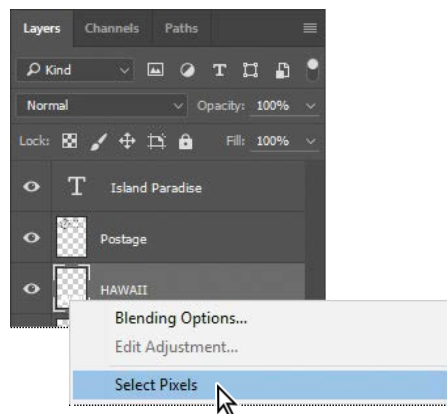 Layers Channels Paths
Kind
Normal Opacity: 100%
Lock: Fill: 100%
T Island Paradise
Postage
HAWAII
Blending Options...
Edit Adjustment...
Select Pixels